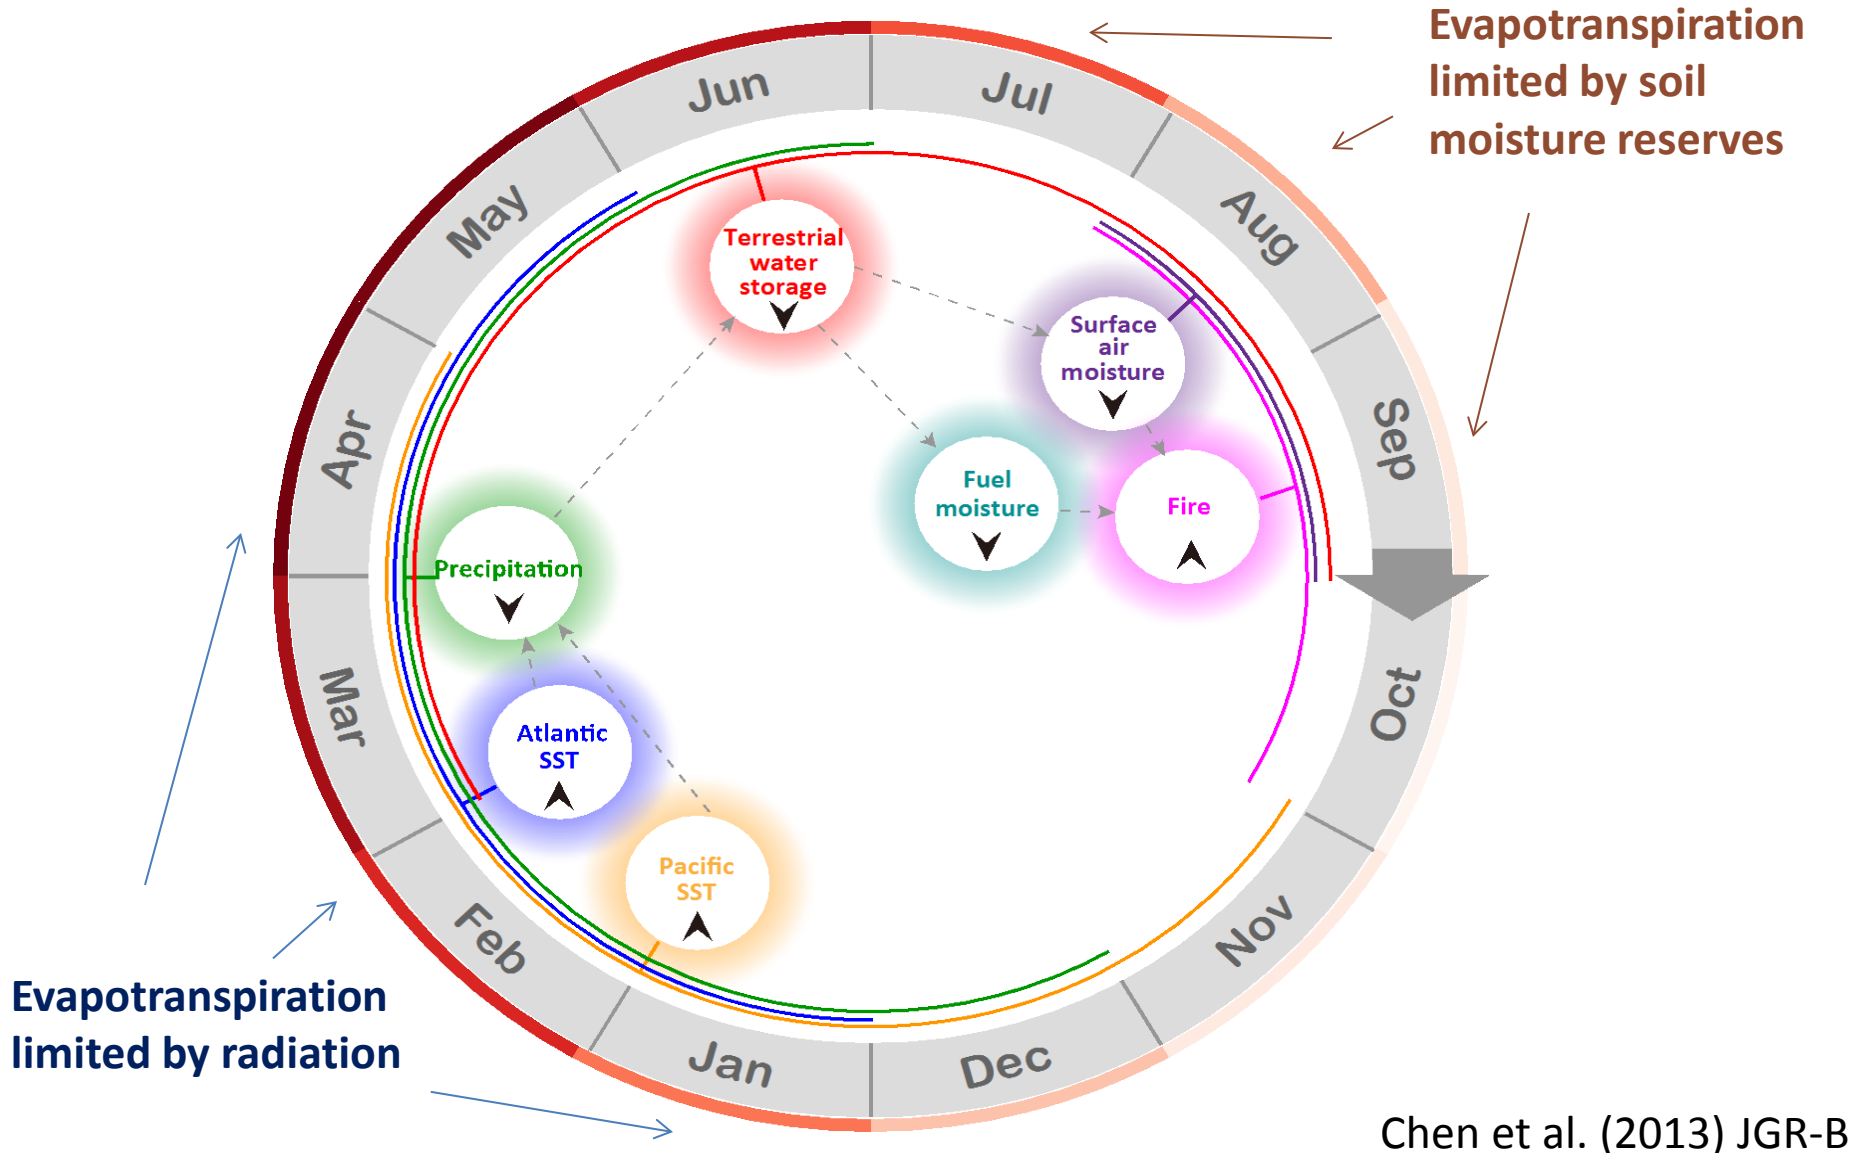 Evapotranspiration
limited by soil
moisture reserves
Jun
Jul
May
Aug
Apr
Sep
Mar
Oct
Feb
Nov
Jan
Dec
Terrestrial
water
storage
Surface
air
moisture
Fuel
moisture
Fire
Precipitation
Atlantic
SST
Pacific
SST
Evapotranspiration
limited by radiation
Chen et al. (2013) JGR-B